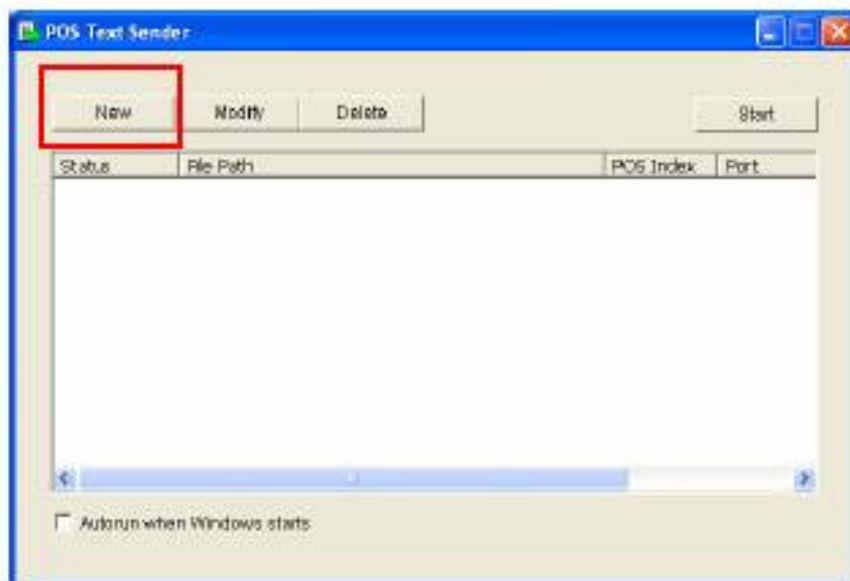 POS Text Sender
New Modify Delete Start
Status File Path POS Index Port
Autorun when Windows starts